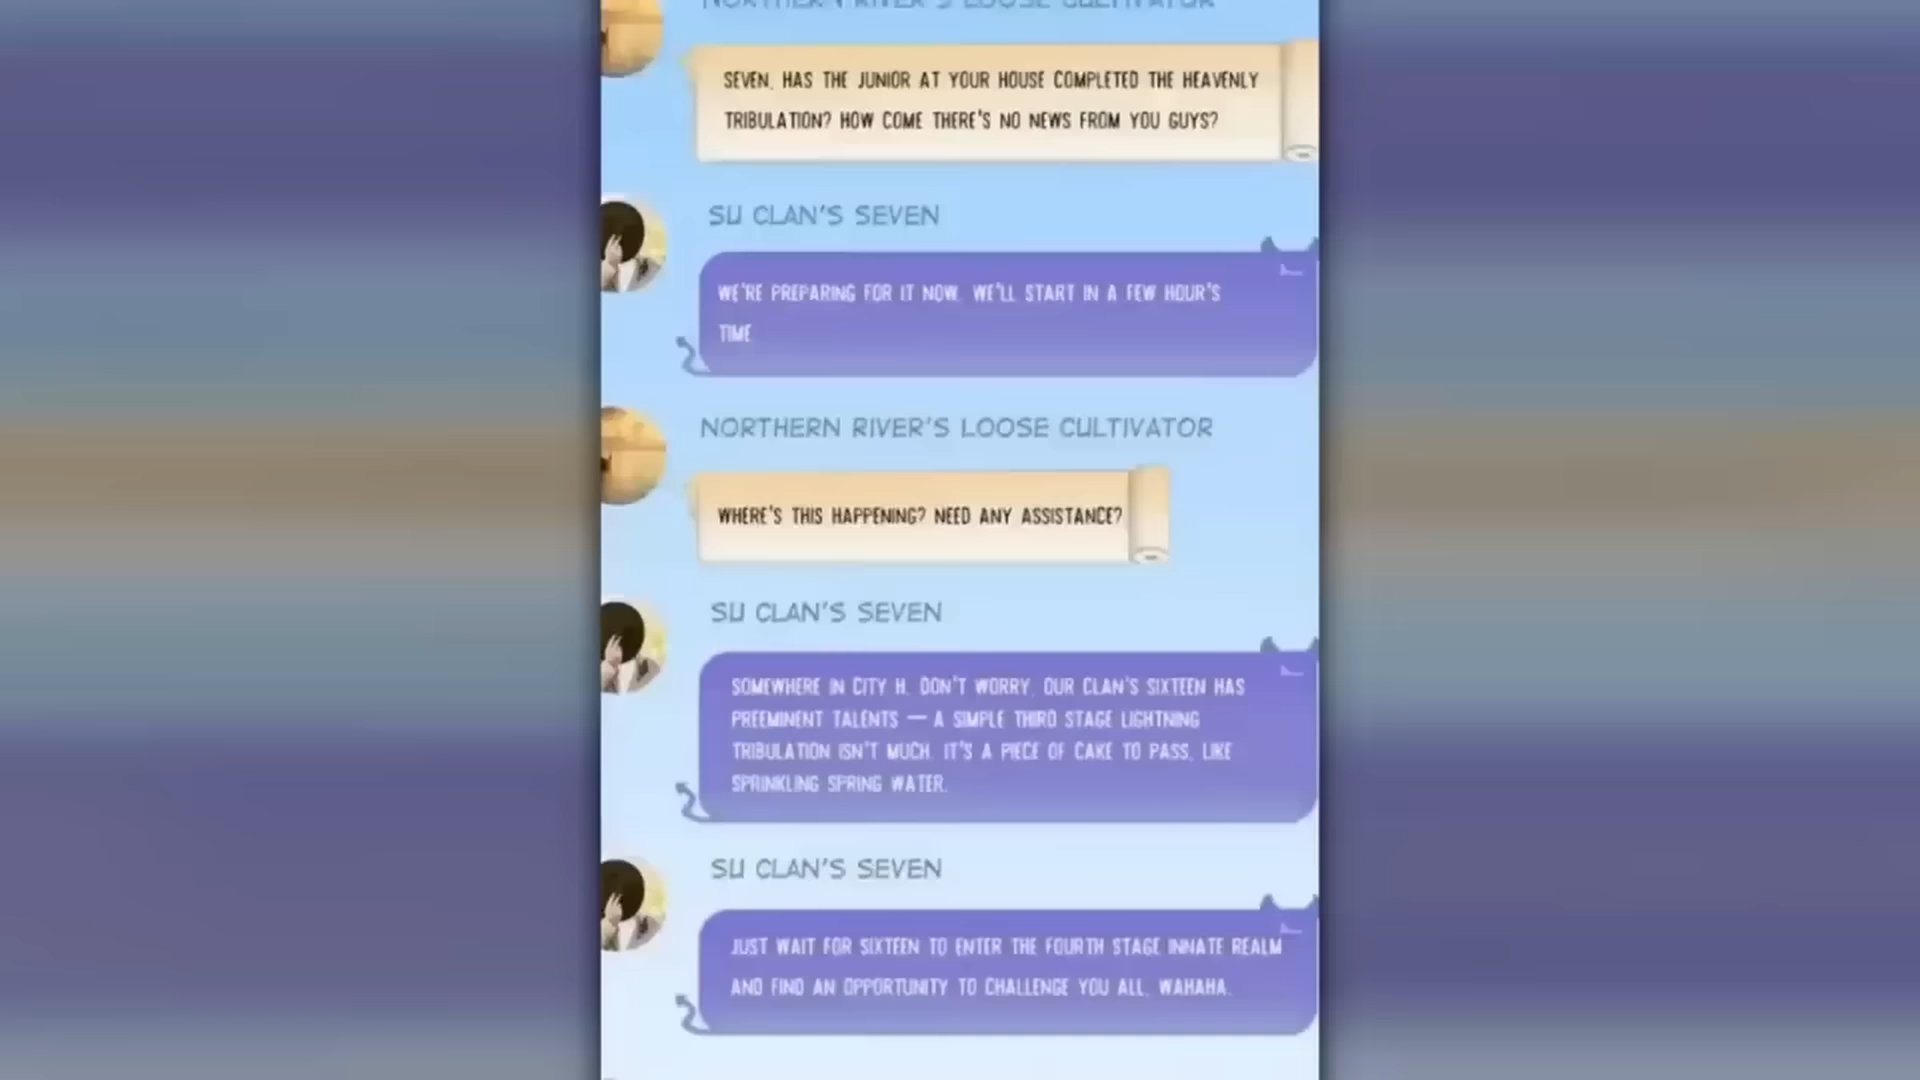 NORTHERN RIVER'S LOOSE CULTIVATOR
SEVEN, HAS THE JUNIOR AT YOUR HOUSE COMPLETED THE HEAVENLY
TRIBULATION? HOW COME THERE'S NO NEWS FROM YOU GUYS?
SU CLAN'S SEVEN
WE'RE PREPARING FOR IT NOW. WE'LL START IN A FEW HOUR'S
TIME
NORTHERN RIVER'S LOOSE CULTIVATOR
WHERE'S THIS HAPPENING? NEED ANY ASSISTANCE?
SU CLAN'S SEVEN
SOMEWHERE IN CITY H. DON'T WORRY. OUR CLAN'S SIXTEEN HAS
PREEMINENT TALENTS — A SIMPLE THIRD STAGE LIGHTNING
TRIBULATION ISN'T MUCH. IT'S A PIECE OF CAKE TO PASS, LIKE
SPRINKLING SPRING WATER.
SU CLAN'S SEVEN
JUST WAIT FOR SIXTEEN TO ENTER THE FOURTH STAGE INNATE REALM
AND FIND AN OPPORTUNITY TO CHALLENGE YOU ALL, WAHAHA.